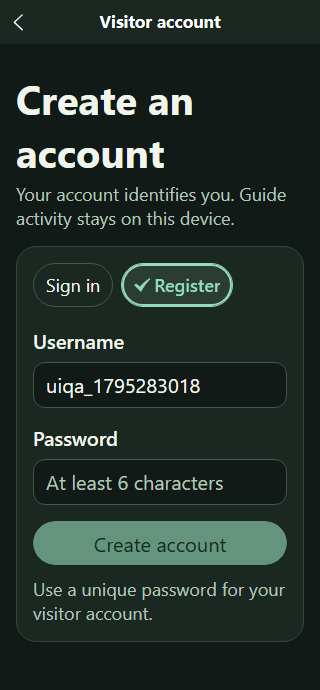 Visitor account
Create an
account
Your account identifies you. Guide
activity stays on this device.
Sign in
Register
Username
uiqa_1795283018
Password
At least 6 characters
Create account
Use a unique password for your
visitor account.